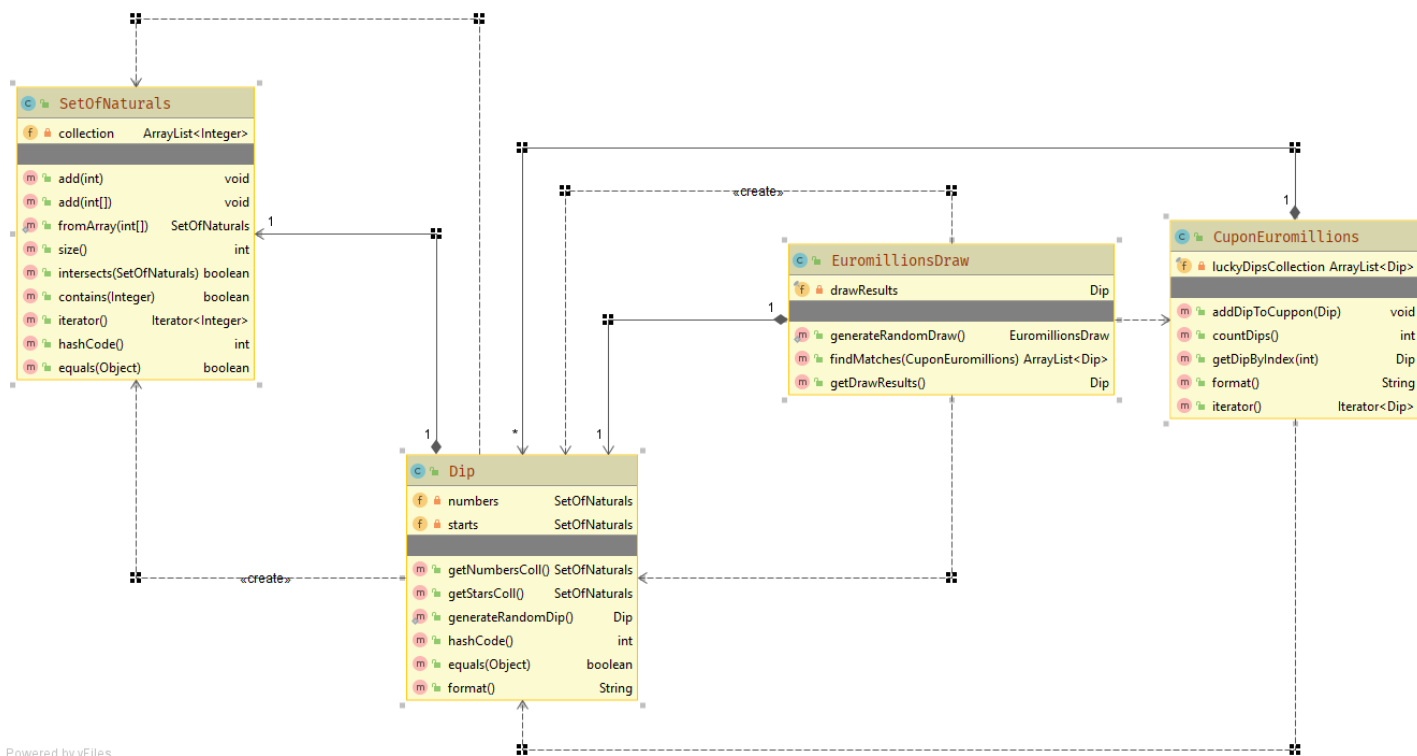 SetOfNaturals
collection ArrayList<Integer>
add(int) void
add(int[]) void
fromArray(int[]) SetOfNaturals
size() int
intersects(SetOfNaturals) boolean
contains(Integer) boolean
iterator() Iterator<Integer>
hashCode() int
equals(Object) boolean
1
«create»
1
EuromillionsDraw
drawResults Dip
generateRandomDraw() EuromillionsDraw
findMatches(CuponEuromillions) ArrayList<Dip>
getDrawResults() Dip
1
CuponEuromillions
luckyDipsCollection ArrayList<Dip>
addDipToCuppon(Dip) void
countDips() int
getDipByIndex(int) Dip
format() String
iterator() Iterator<Dip>
1
*
1
Dip
numbers SetOfNaturals
starts SetOfNaturals
getNumbersColl() SetOfNaturals
getStarsColl() SetOfNaturals
generateRandomDip() Dip
hashCode() int
equals(Object) boolean
format() String
«create»
Powered by yFiles